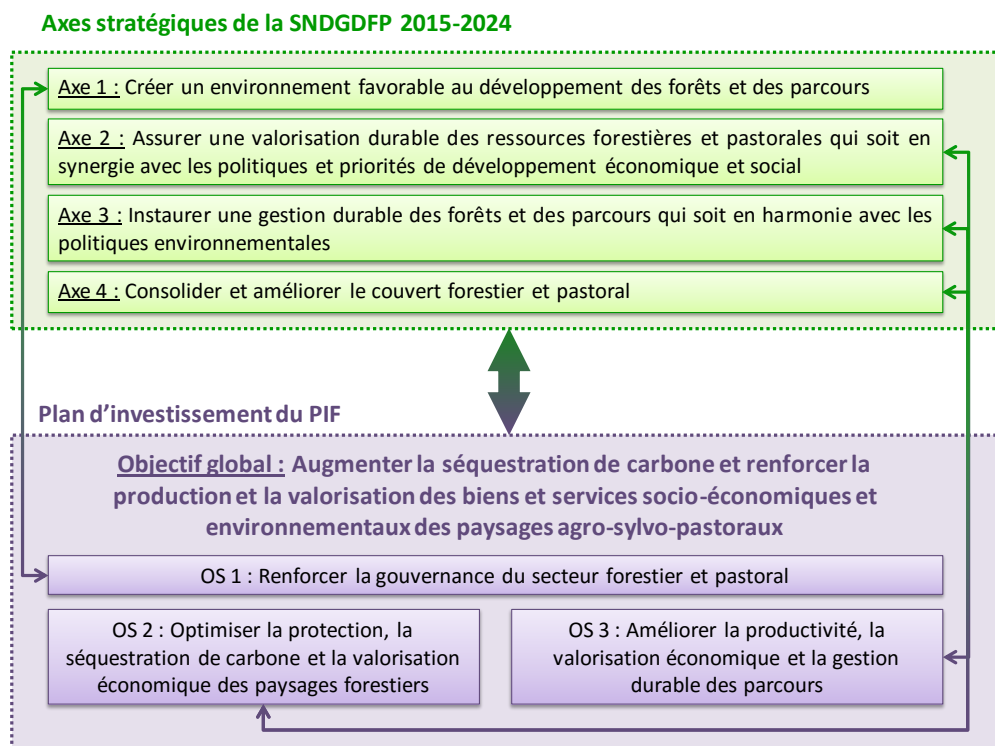 Axes stratégiques de la SNDGDFP 2015-2024
Axe 1 : Créer un environnement favorable au développement des forêts et des parcours
Axe 2 : Assurer une valorisation durable des ressources forestières et pastorales qui soit en
synergie avec les politiques et priorités de développement économique et social
Axe 3 : Instaurer une gestion durable des forêts et des parcours qui soit en harmonie avec les
politiques environnementales
Axe 4 : Consolider et améliorer le couvert forestier et pastoral
Plan d'investissement du PIF
Objectif global : Augmenter la séquestration de carbone et renforcer la
production et la valorisation des biens et services socio-économiques et
environnementaux des paysages agro-sylvo-pastoraux
OS 1 : Renforcer la gouvernance du secteur forestier et pastoral
OS 2 : Optimiser la protection, la
séquestration de carbone et la valorisation
économique des paysages forestiers
OS 3 : Améliorer la productivité, la
valorisation économique et la gestion
durable des parcours